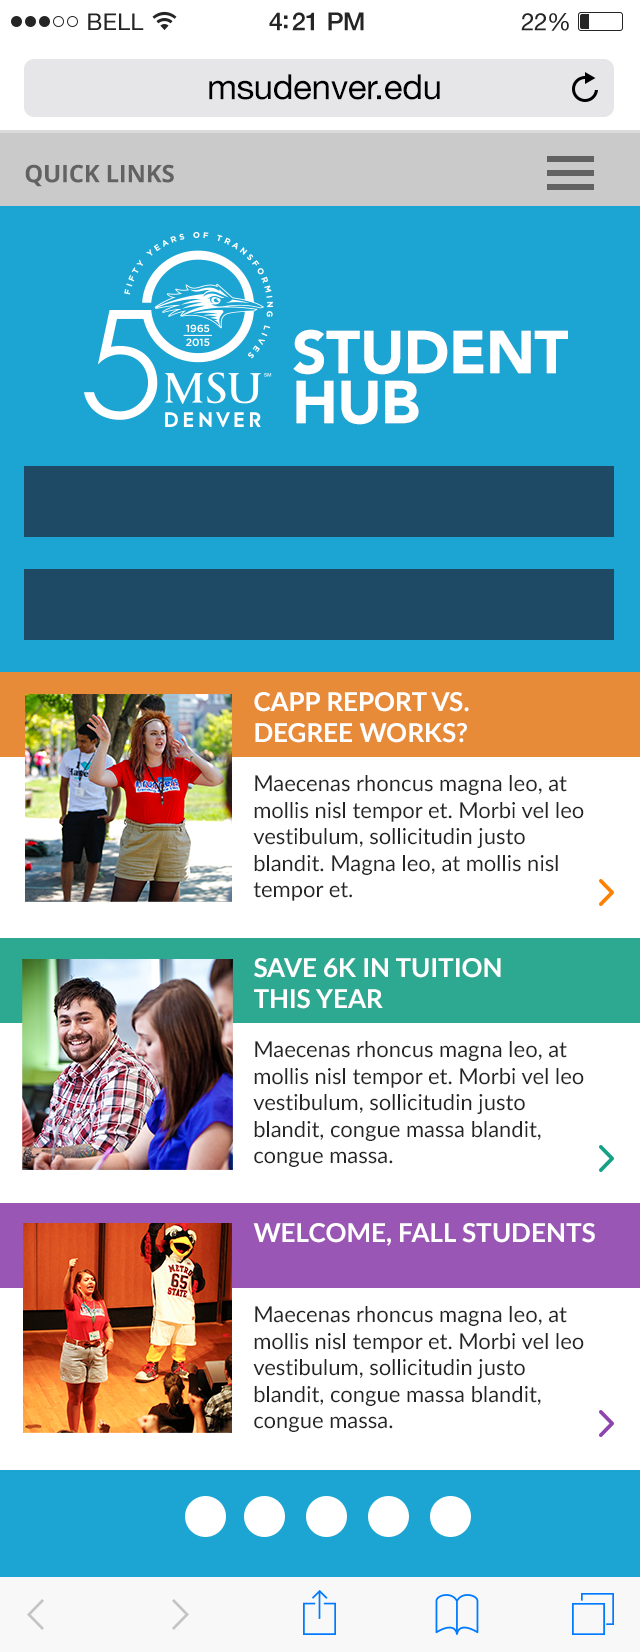 BELL 4:21 PM 22%
msudenver.edu
QUICK LINKS
FIFTY YEARS OF TRANSFORMING LIVES
50
1965
2015
MSU℠
DENVER
STUDENT
HUB
CAPP REPORT VS.
DEGREE WORKS?
Maecenas rhoncus magna leo, at
mollis nisl tempor et. Morbi vel leo
vestibulum, sollicitudin justo
blandit. Magna leo, at mollis nisl
tempor et.
SAVE 6K IN TUITION
THIS YEAR
Maecenas rhoncus magna leo, at
mollis nisl tempor et. Morbi vel leo
vestibulum, sollicitudin justo
blandit, congue massa blandit,
congue massa.
WELCOME, FALL STUDENTS
METRO
65
STATE
Maecenas rhoncus magna leo, at
mollis nisl tempor et. Morbi vel leo
vestibulum, sollicitudin justo
blandit, congue massa blandit,
congue massa.